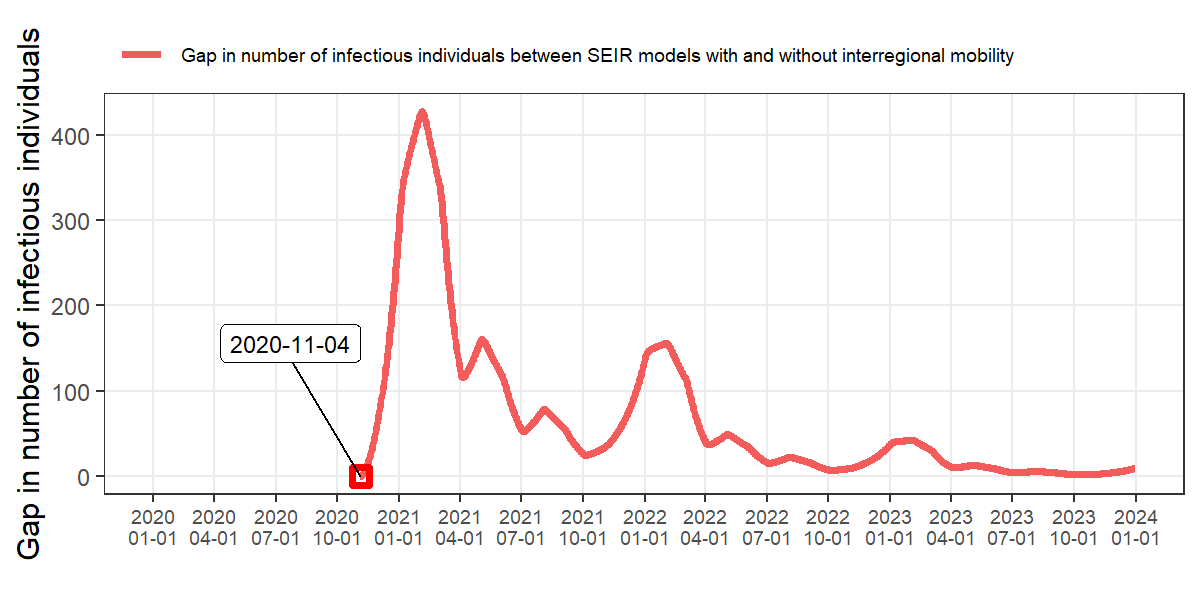 Gap in number of infectious individuals between SEIR models with and without interregional mobility
Gap in number of infectious individuals
400
300
200
100
0
2020-11-04
2020 2020 2020 2020 2021 2021 2021 2021 2022 2022 2022 2022 2023 2023 2023 2023 2024
01-01 04-01 07-01 10-01 01-01 04-01 07-01 10-01 01-01 04-01 07-01 10-01 01-01 04-01 07-01 10-01 01-01